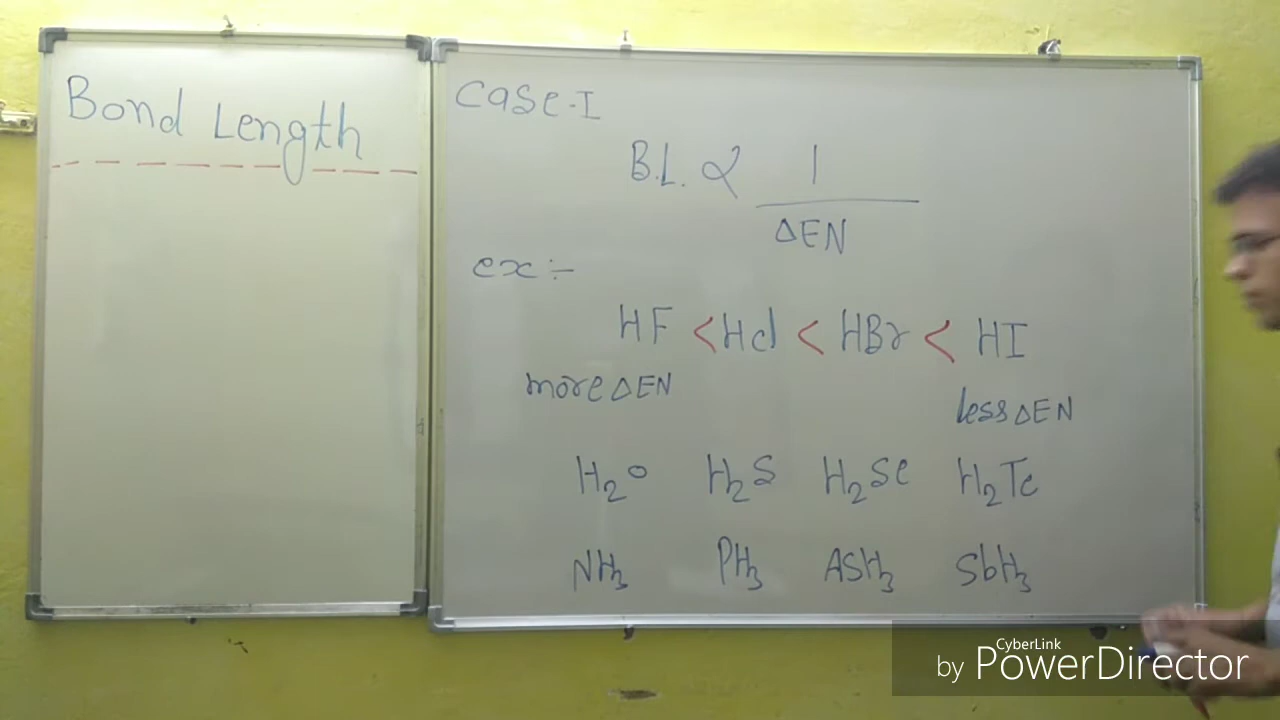 Bond Length
Case-I
B.L. ∝ 1
ΔEN
ex:-
HF < HCl < HBr < HI
more ΔEN
less ΔEN
H2O H2S H2Se H2Te
NH3 PH3 ASH3 SbH3
CyberLink
by PowerDirector